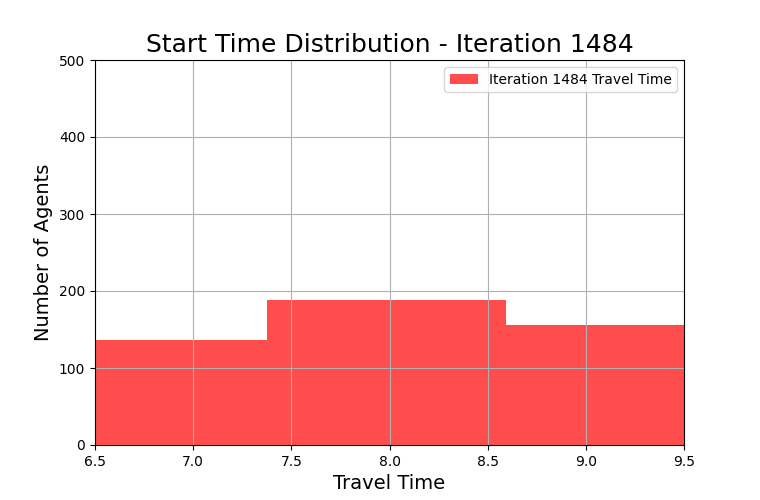 Start Time Distribution - Iteration 1484
Iteration 1484 Travel Time
Number of Agents
500
400
300
200
100
0
6.5 7.0 7.5 8.0 8.5 9.0 9.5
Travel Time